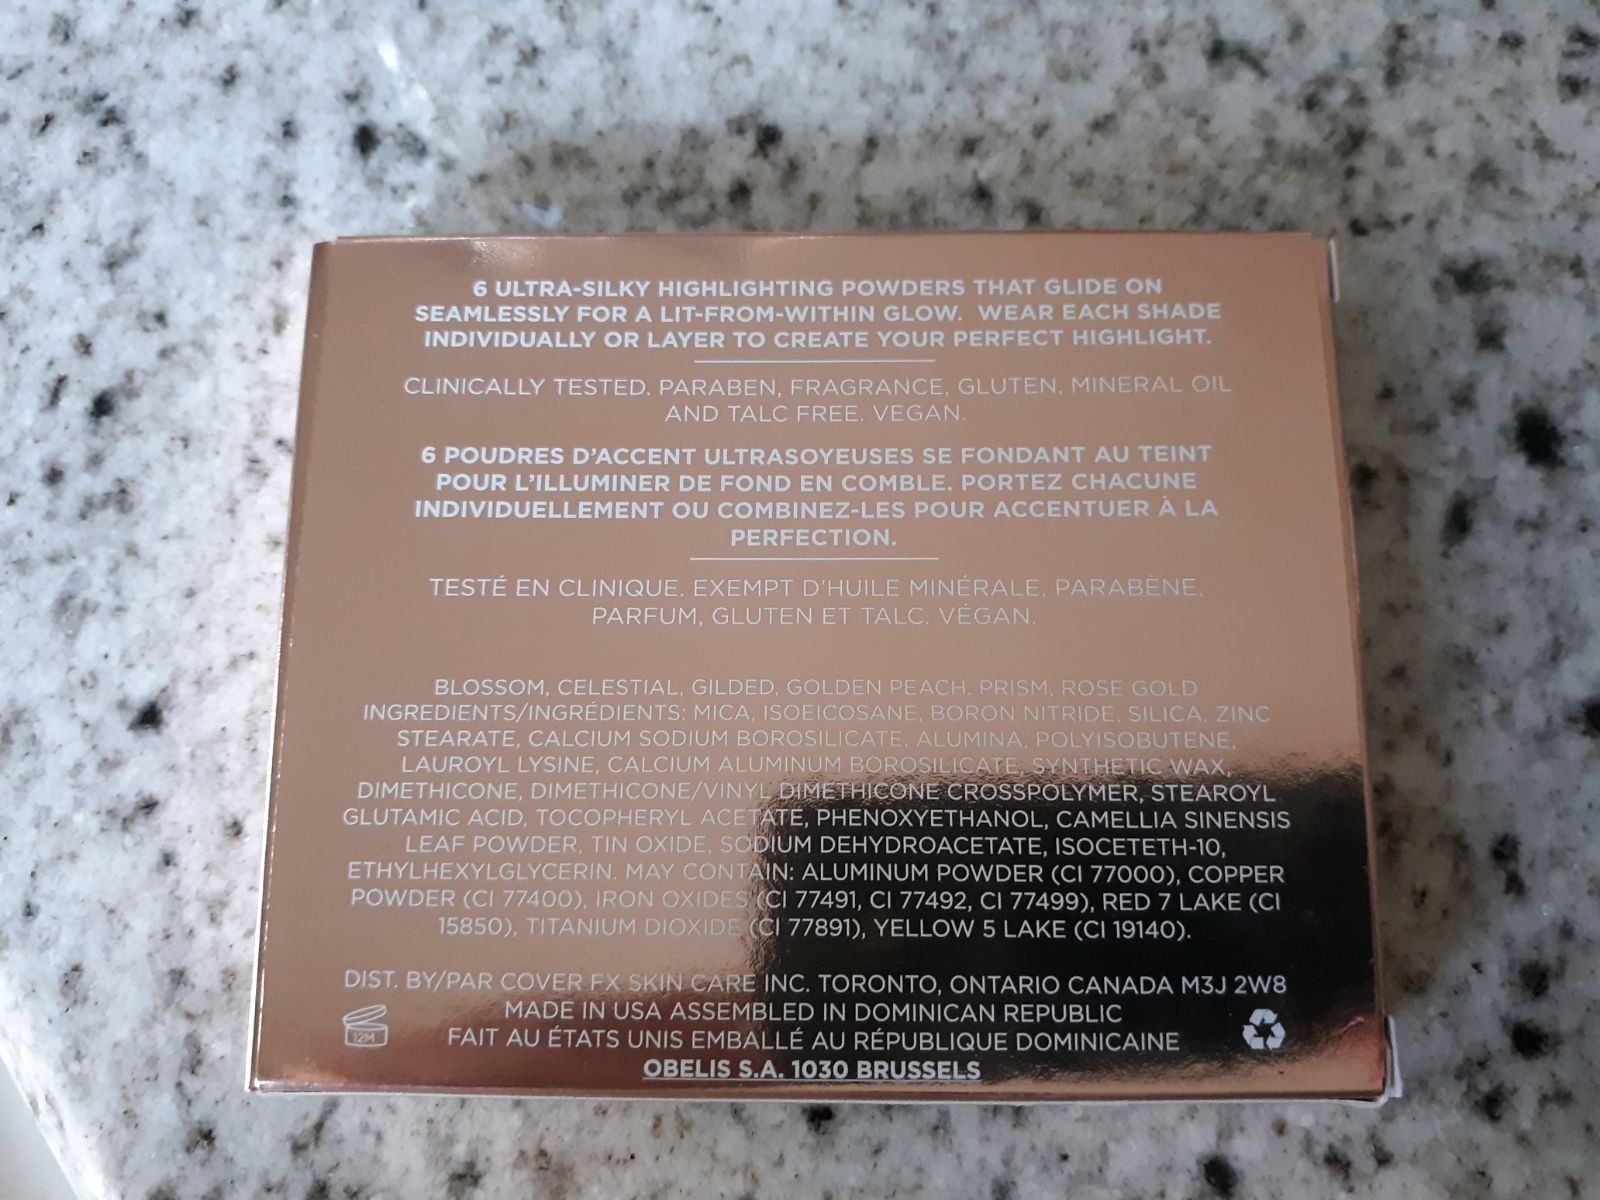 6 ULTRA-SILKY HIGHLIGHTING POWDERS THAT GLIDE ON
SEAMLESSLY FOR A LIT-FROM-WITHIN GLOW. WEAR EACH SHADE
INDIVIDUALLY OR LAYER TO CREATE YOUR PERFECT HIGHLIGHT.
CLINICALLY TESTED. PARABEN, FRAGRANCE, GLUTEN, MINERAL OIL
AND TALC FREE. VEGAN.
6 POUDRES D'ACCENT ULTRASOYEUSES SE FONDANT AU TEINT
POUR L'ILLUMINER DE FOND EN COMBLE. PORTEZ CHACUNE
INDIVIDUELLEMENT OU COMBINEZ-LES POUR ACCENTUER À LA
PERFECTION.
TESTÉ EN CLINIQUE. EXEMPT D'HUILE MINÉRALE, PARABÈNE,
PARFUM, GLUTEN ET TALC. VÉGAN.
BLOSSOM, CELESTIAL, GILDED, GOLDEN PEACH, PRISM, ROSE GOLD
INGREDIENTS/INGRÉDIENTS: MICA, ISOEICOSANE, BORON NITRIDE, SILICA, ZINC
STEARATE, CALCIUM SODIUM BOROSILICATE, ALUMINA, POLYISOBUTENE,
LAUROYL LYSINE, CALCIUM ALUMINUM BOROSILICATE, SYNTHETIC WAX,
DIMETHICONE, DIMETHICONE/VINYL DIMETHICONE CROSSPOLYMER, STEAROYL
GLUTAMIC ACID, TOCOPHERYL ACETATE, PHENOXYETHANOL, CAMELLIA SINENSIS
LEAF POWDER, TIN OXIDE, SODIUM DEHYDROACETATE, ISOCETETH-10,
ETHYLHEXYLGLYCERIN. MAY CONTAIN: ALUMINUM POWDER (CI 77000), COPPER
POWDER (CI 77400), IRON OXIDES (CI 77491, CI 77492, CI 77499), RED 7 LAKE (CI
15850), TITANIUM DIOXIDE (CI 77891), YELLOW 5 LAKE (CI 19140).
DIST. BY/PAR COVER FX SKIN CARE INC. TORONTO, ONTARIO CANADA M3J 2W8
MADE IN USA ASSEMBLED IN DOMINICAN REPUBLIC
12M
FAIT AU ÉTATS UNIS EMBALLÉ AU RÉPUBLIQUE DOMINICAINE
OBELIS S.A. 1030 BRUSSELS